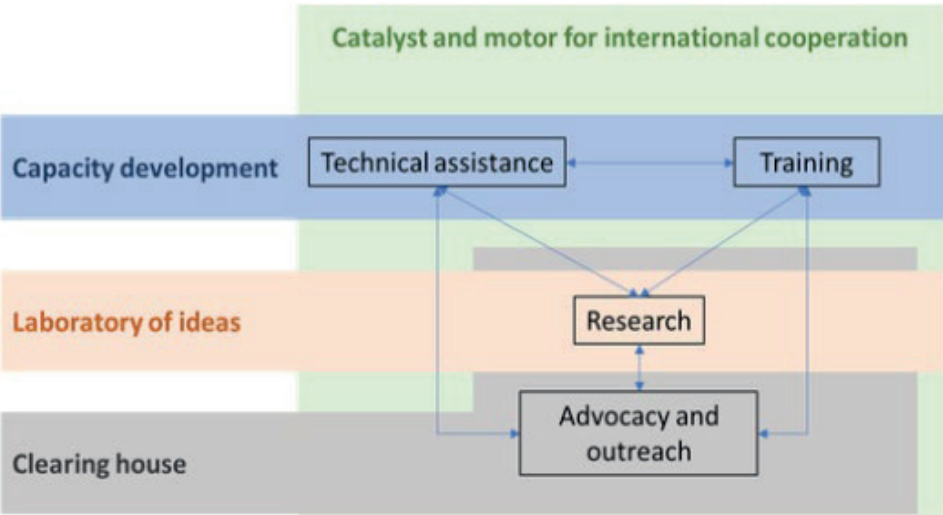 Catalyst and motor for international cooperation
Capacity development
Technical assistance
Training
Laboratory of ideas
Research
Advocacy and
outreach
Clearing house